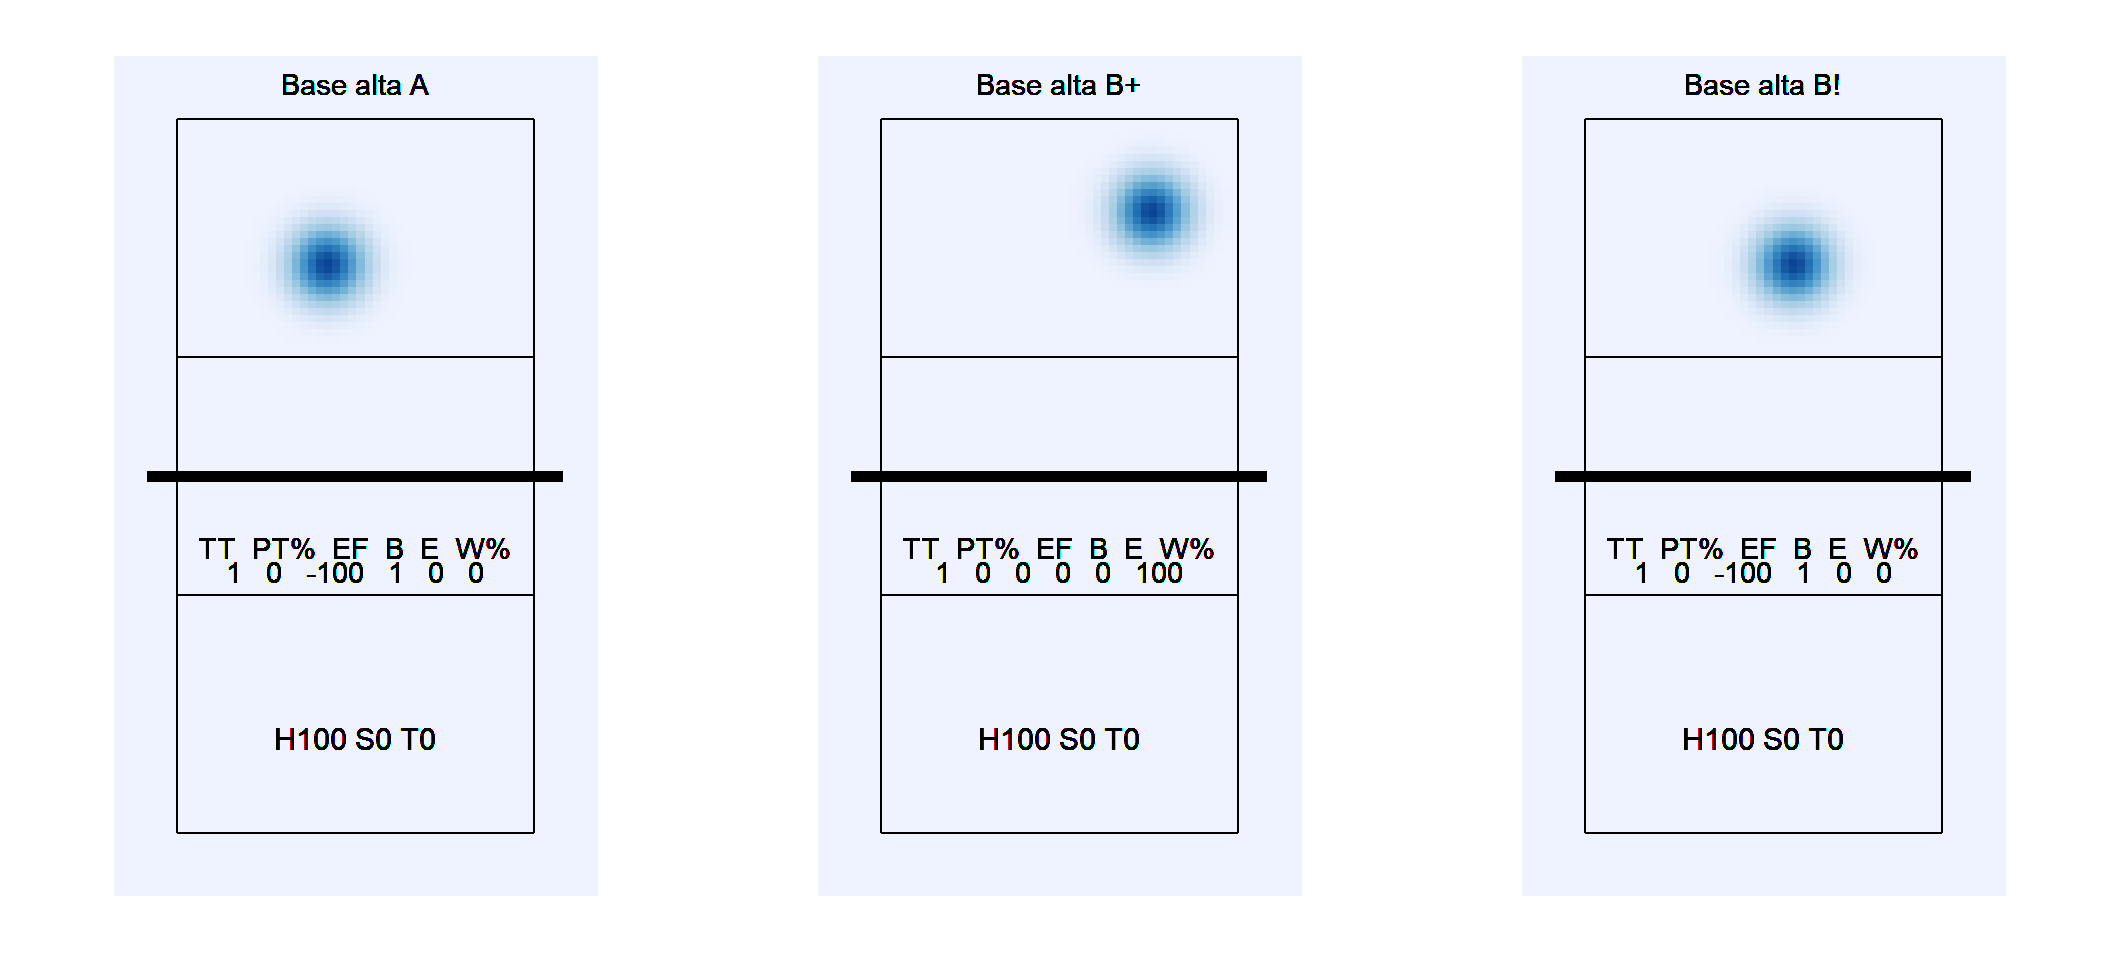 Base alta A
TT PT% EF B E W%
1 0 -100 1 0 0
H100 S0 T0
Base alta B+
TT PT% EF B E W%
1 0 0 0 0 100
H100 S0 T0
Base alta B!
TT PT% EF B E W%
1 0 -100 1 0 0
H100 S0 T0